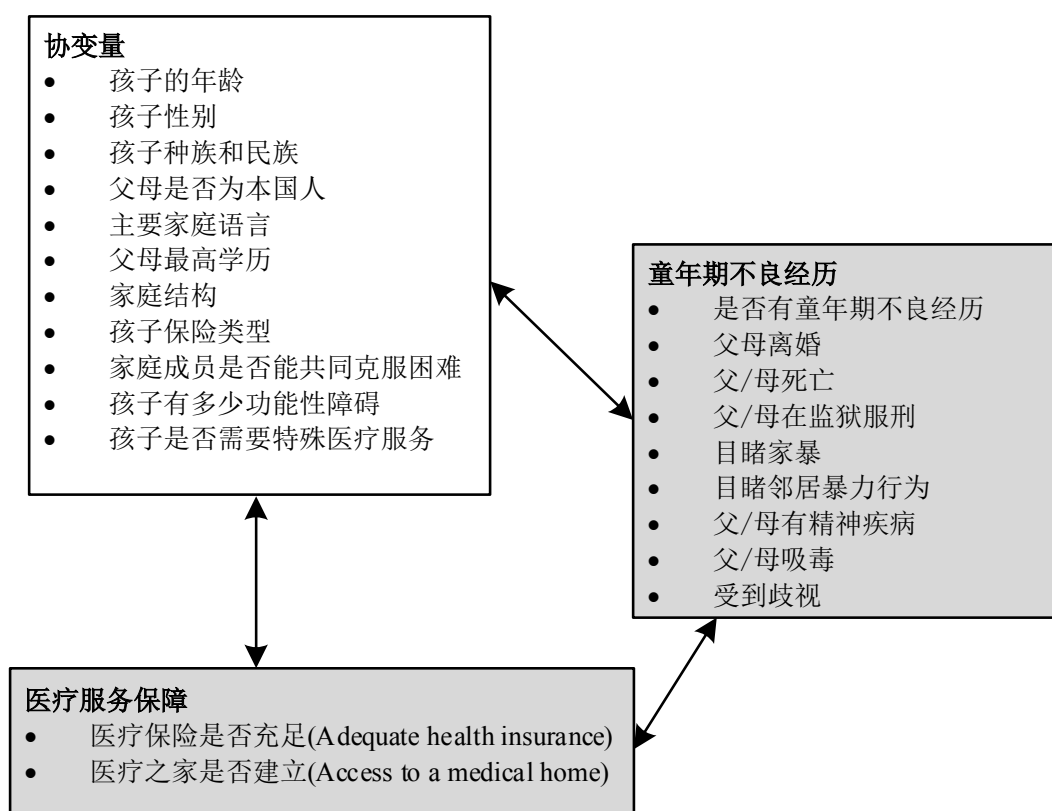 协变量
• 孩子的年龄
• 孩子性别
• 孩子种族和民族
• 父母是否为本国人
• 主要家庭语言
• 父母最高学历
• 家庭结构
• 孩子保险类型
• 家庭成员是否能共同克服困难
• 孩子有多少功能性障碍
• 孩子是否需要特殊医疗服务
童年期不良经历
• 是否有童年期不良经历
• 父母离婚
• 父/母死亡
• 父/母在监狱服刑
• 目睹家暴
• 目睹邻居暴力行为
• 父/母有精神疾病
• 父/母吸毒
• 受到歧视
医疗服务保障
• 医疗保险是否充足(Adequate health insurance)
• 医疗之家是否建立(Access to a medical home)